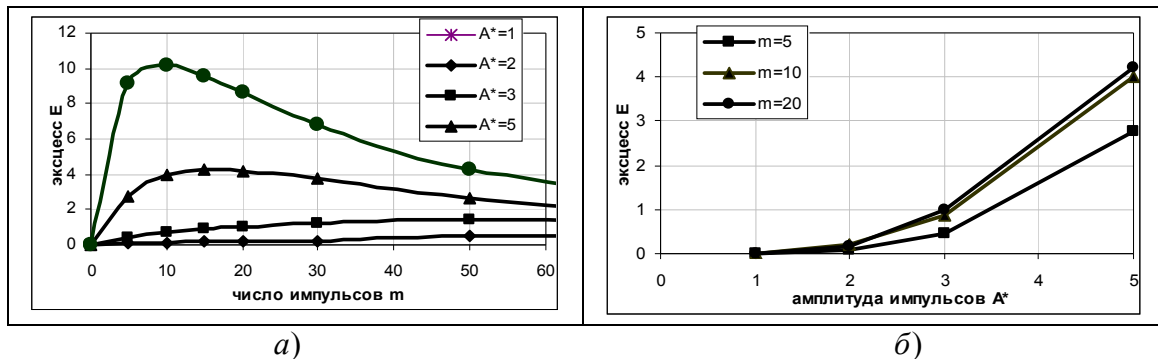 12
10
8
6
4
2
0
эксцесс E
0 10 20 30 40 50 60
число импульсов m
A*=1
A*=2
A*=3
A*=5
а)
5
4
3
2
1
0
эксцесс E
0 1 2 3 4 5
амплитуда импульсов A*
m=5
m=10
m=20
б)